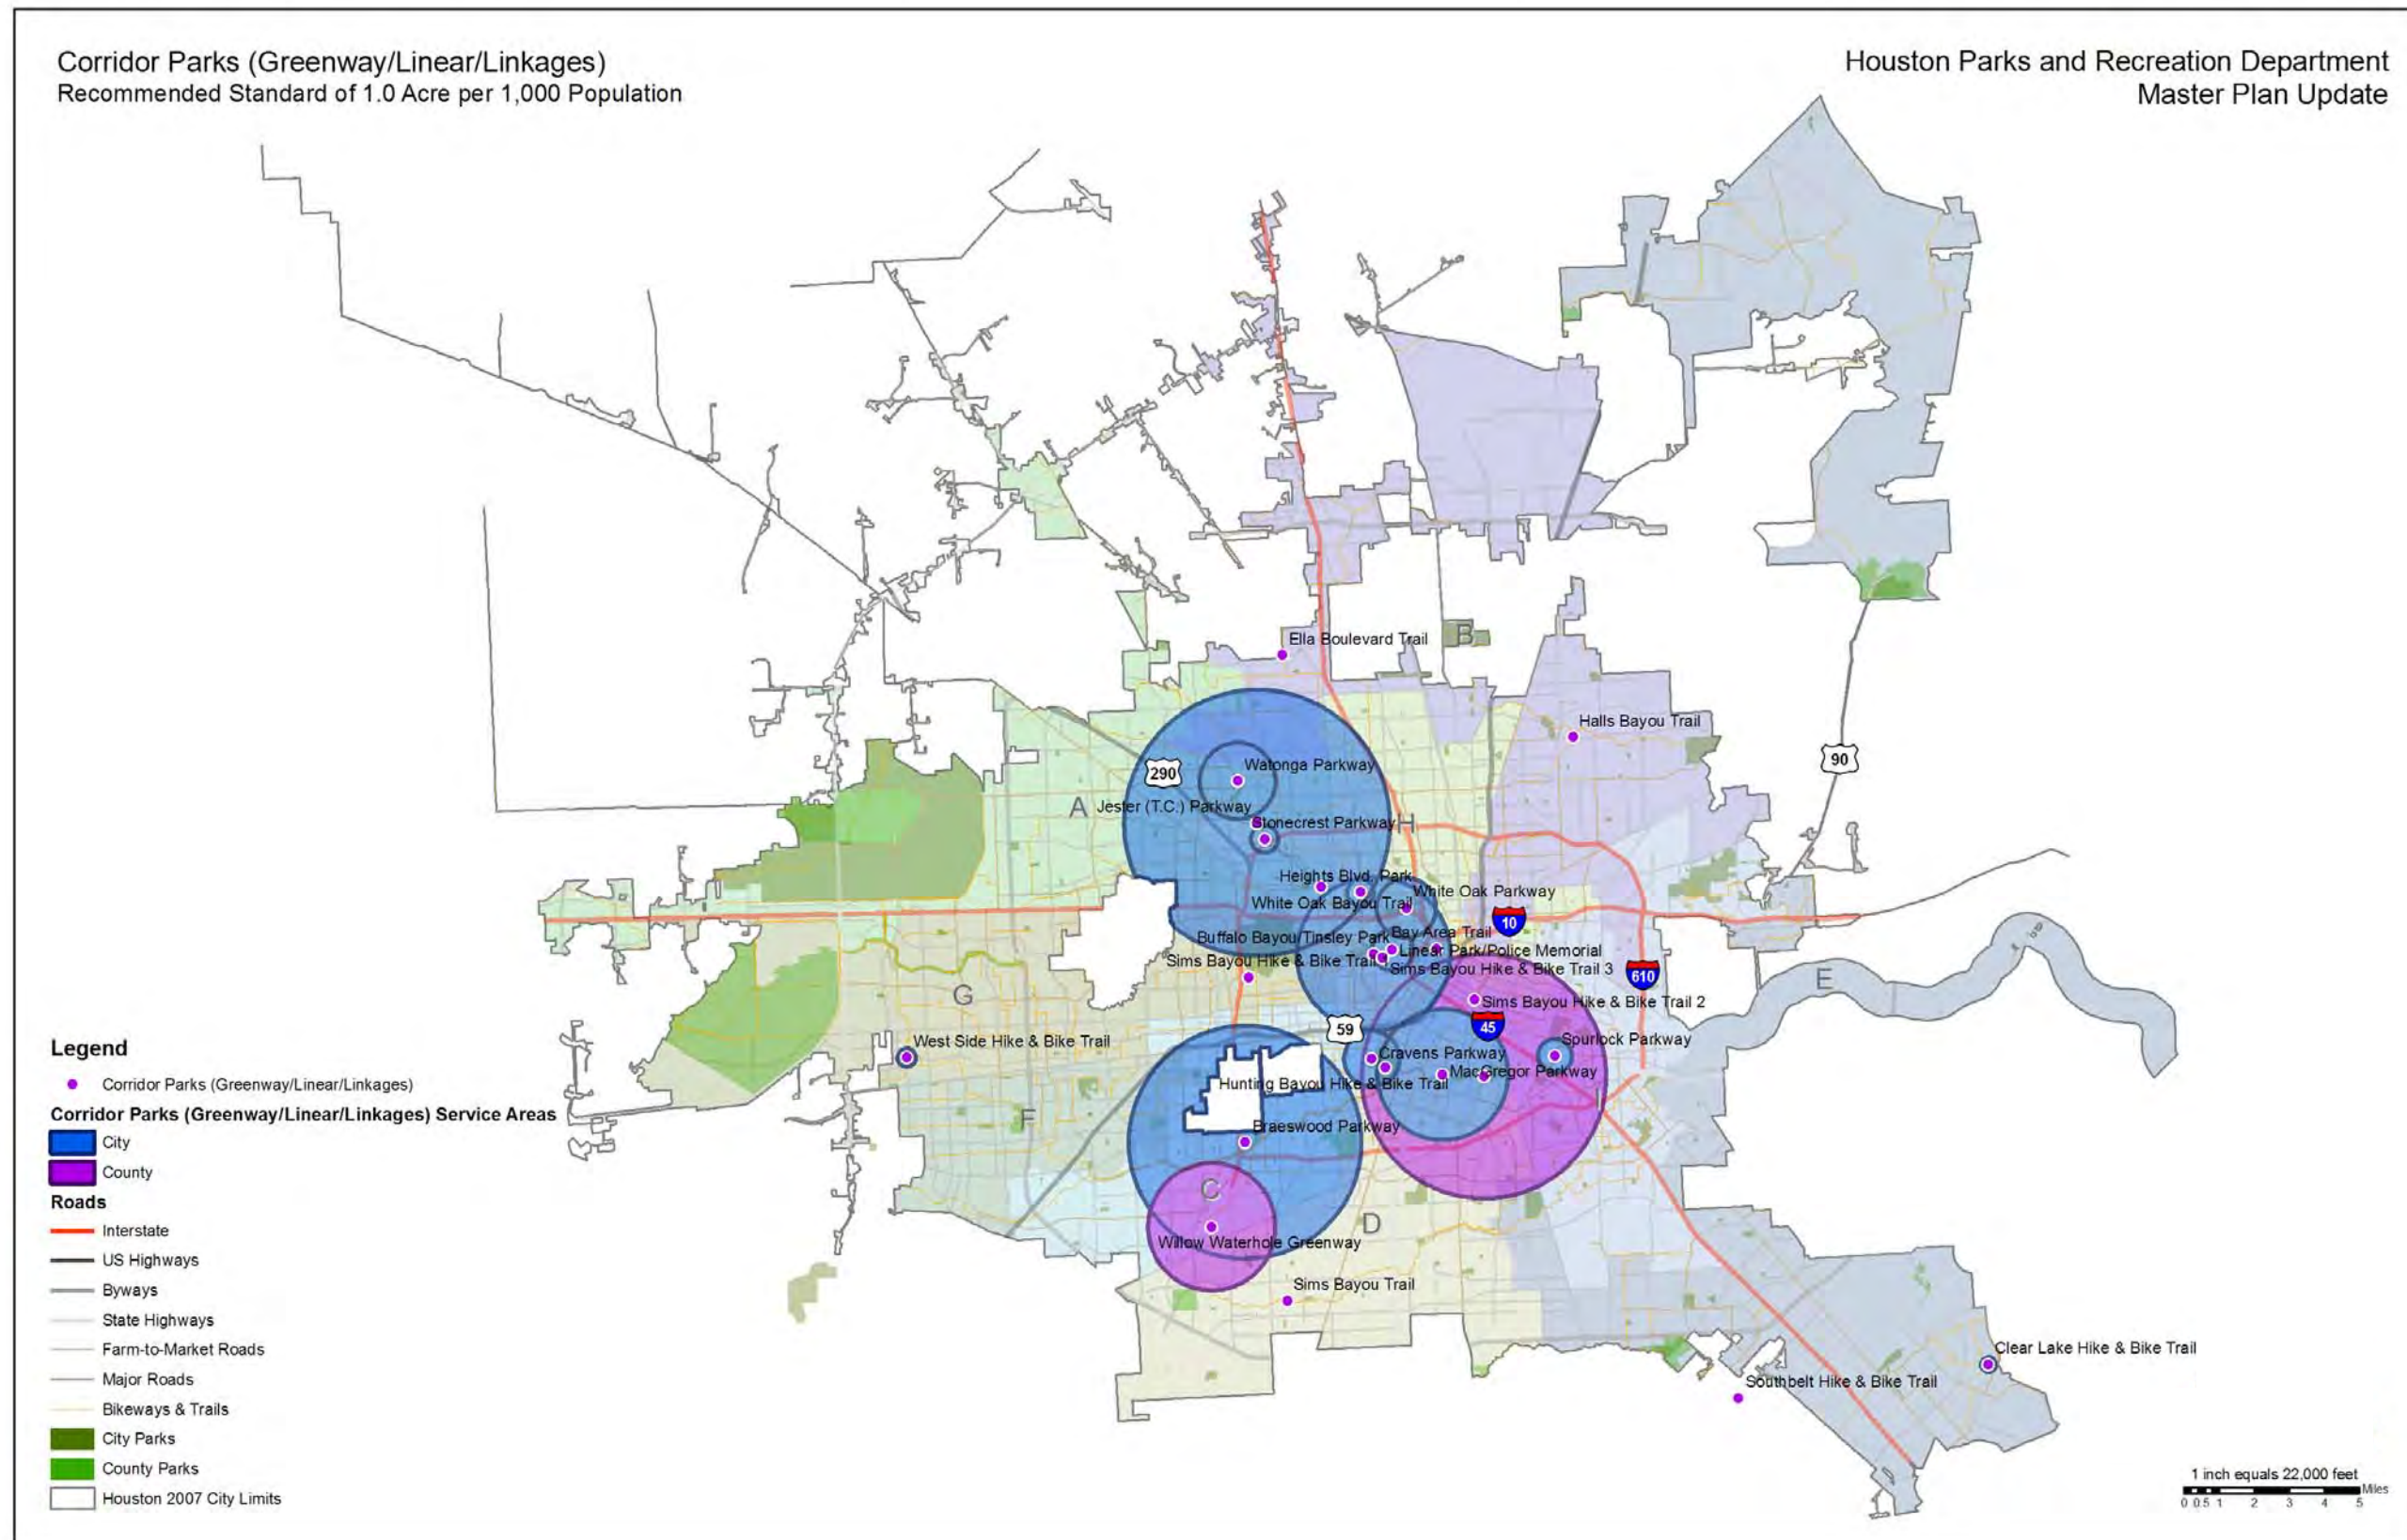 Corridor Parks (Greenway/Linear/Linkages)
Recommended Standard of 1.0 Acre per 1,000 Population
Houston Parks and Recreation Department
Master Plan Update
Ella Boulevard Trail
B
Halls Bayou Trail
90
290
Watonga Parkway
A
Jester (T.C.) Parkway
Stonecrest Parkway
H
Heights Blvd. Park
White Oak Parkway
White Oak Bayou Trail
10
Buffalo Bayou/Tinsley Park
Bay Area Trail
Linear Park/Police Memorial
Sims Bayou Hike & Bike Trail 1
Sims Bayou Hike & Bike Trail 3
610
E
G
Sims Bayou Hike & Bike Trail 2
59
45
West Side Hike & Bike Trail
Spurlock Parkway
Cravens Parkway
MacGregor Parkway
Hunting Bayou Hike & Bike Trail
I
F
Braeswood Parkway
C
D
Willow Waterhole Greenway
Sims Bayou Trail
Clear Lake Hike & Bike Trail
Southbelt Hike & Bike Trail
Legend
Corridor Parks (Greenway/Linear/Linkages)
Corridor Parks (Greenway/Linear/Linkages) Service Areas
City
County
Roads
Interstate
US Highways
Byways
State Highways
Farm-to-Market Roads
Major Roads
Bikeways & Trails
City Parks
County Parks
Houston 2007 City Limits
1 inch equals 22,000 feet
Miles
0 0.5 1 2 3 4 5